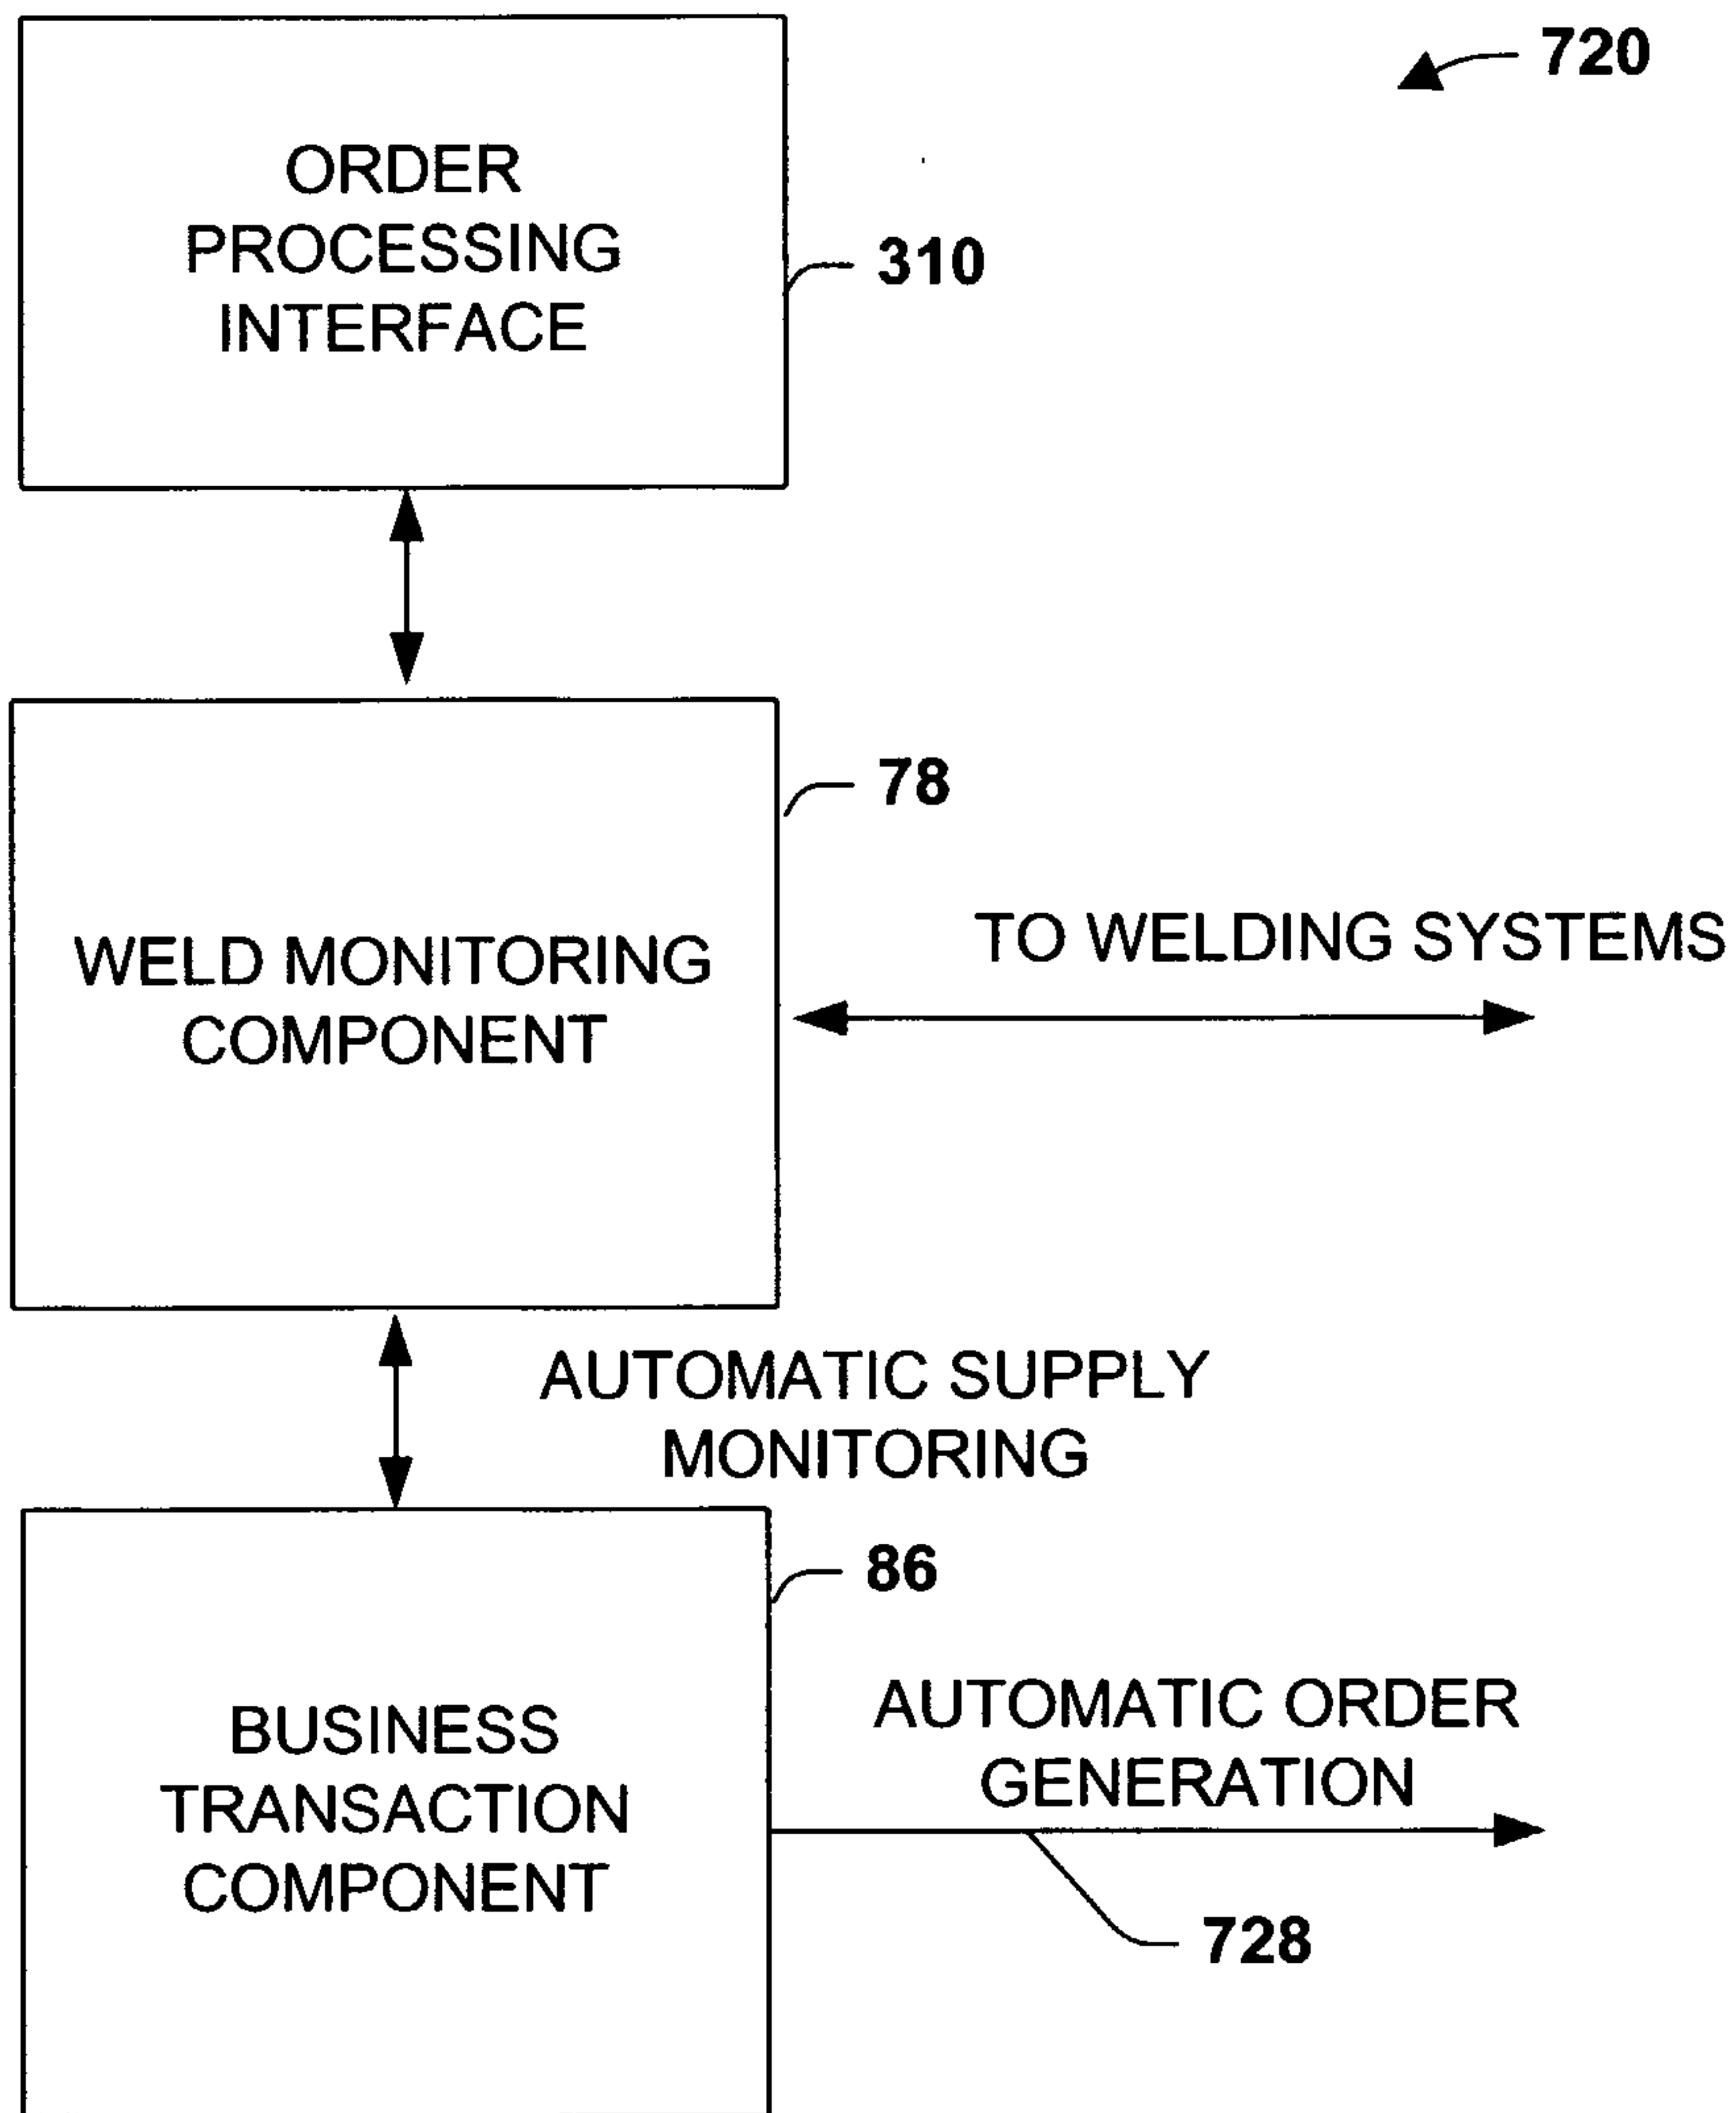 720
ORDER
PROCESSING
INTERFACE
310
78
WELD MONITORING
COMPONENT
TO WELDING SYSTEMS
AUTOMATIC SUPPLY
MONITORING
86
BUSINESS
TRANSACTION
COMPONENT
AUTOMATIC ORDER
GENERATION
728